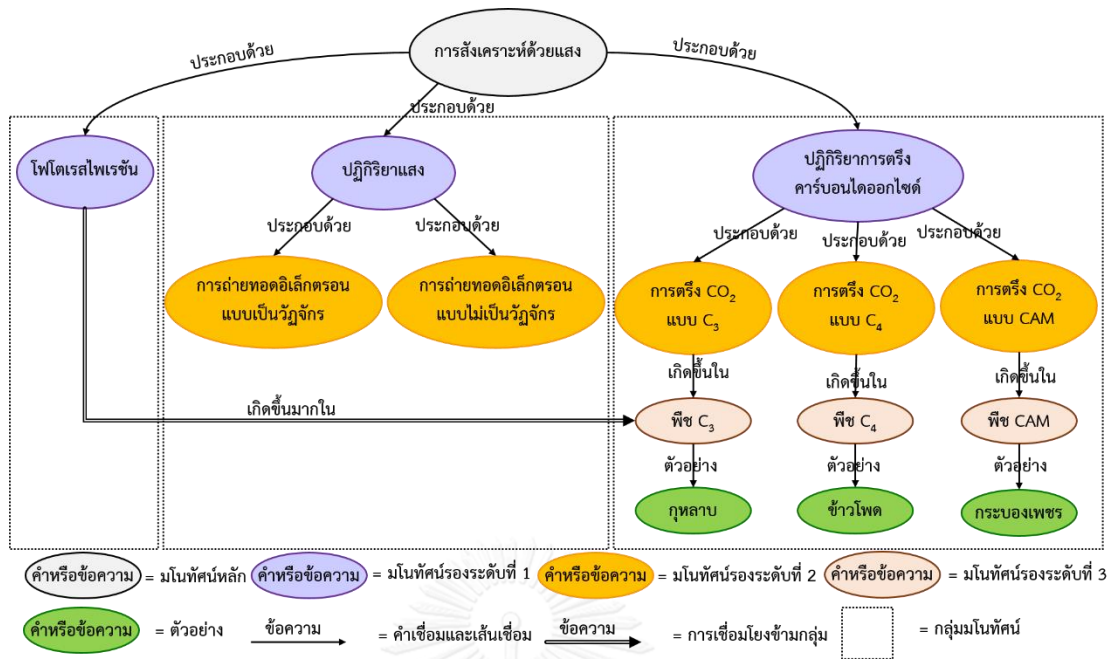 การสังเคราะห์ด้วยแสง
ประกอบด้วย
ประกอบด้วย
ประกอบด้วย
โฟโตเรสไพเรชัน
ปฏิกิริยาแสง
ปฏิกิริยาการตรึง
คาร์บอนไดออกไซด์
ประกอบด้วย
ประกอบด้วย
ประกอบด้วย
ประกอบด้วย
ประกอบด้วย
การถ่ายทอดอิเล็กตรอน
แบบเป็นวัฏจักร
การถ่ายทอดอิเล็กตรอน
แบบไม่เป็นวัฏจักร
การตรึง CO₂
แบบ C₃
การตรึง CO₂
แบบ C₄
การตรึง CO₂
แบบ CAM
เกิดขึ้นใน
เกิดขึ้นใน
เกิดขึ้นใน
เกิดขึ้นมากใน
พืช C₃
พืช C₄
พืช CAM
ตัวอย่าง
ตัวอย่าง
ตัวอย่าง
กุหลาบ
ข้าวโพด
กระบองเพชร
คำหรือข้อความ = มโนทัศน์หลัก
คำหรือข้อความ = มโนทัศน์รองระดับที่ 1
คำหรือข้อความ = มโนทัศน์รองระดับที่ 2
คำหรือข้อความ = มโนทัศน์รองระดับที่ 3
คำหรือข้อความ = ตัวอย่าง
ข้อความ = คำเชื่อมและเส้นเชื่อม
ข้อความ = การเชื่อมโยงข้ามกลุ่ม
= กลุ่มมโนทัศน์